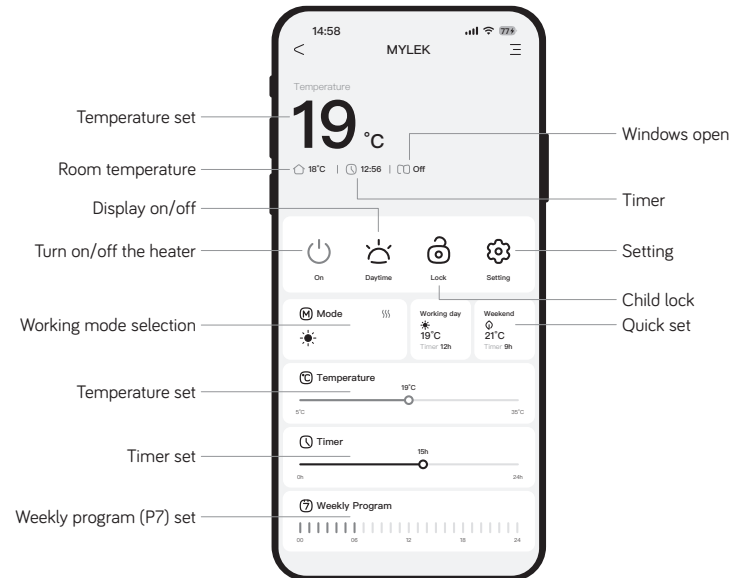 14:58
77
MYLEK
Temperature
19 °C
18°C | 12:56 | Off
Temperature set
Room temperature
Display on/off
Turn on/off the heater
Working mode selection
Temperature set
Timer set
Weekly program (P7) set
Windows open
Timer
Setting
Child lock
Quick set
On
Daytime
Lock
Setting
M Mode
Working day
19°C
Timer 12h
Weekend
21°C
Timer 9h
°C Temperature
19°C
5°C
35°C
Timer
15h
0h
24h
7 Weekly Program
00 06 12 18 24